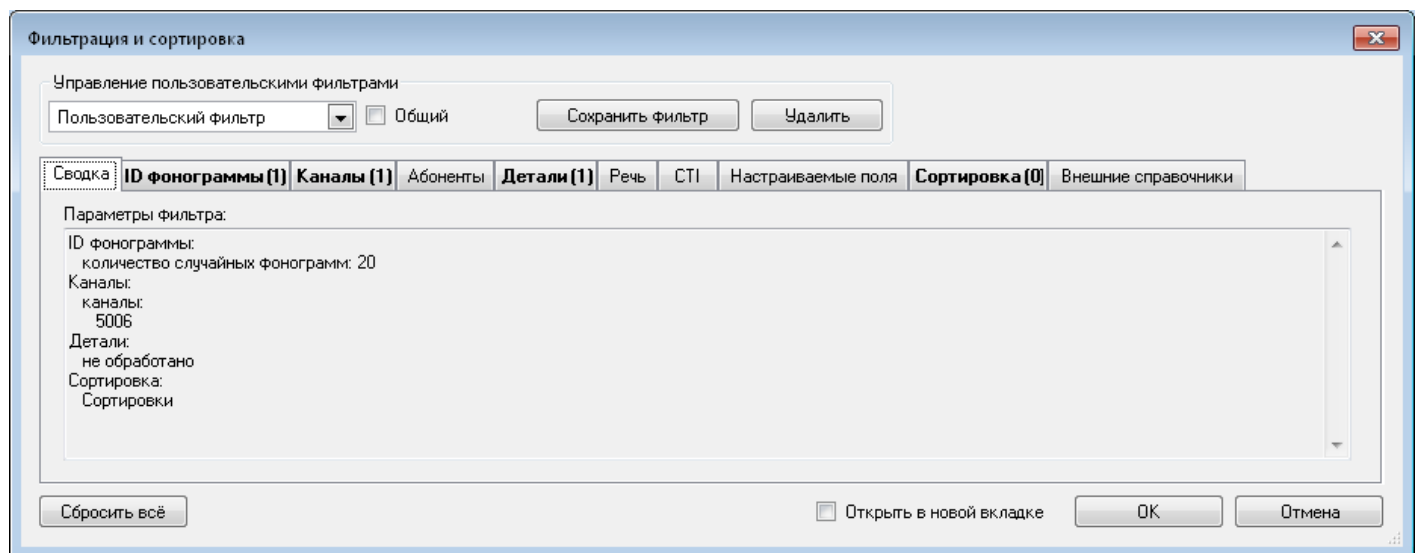 Фильтрация и сортировка
Управление пользовательскими фильтрами
Пользовательский фильтр Общий Сохранить фильтр Удалить
Сводка ID фонограммы (1) Каналы (1) Абоненты Детали (1) Речь CTI Настраиваемые поля Сортировка (0) Внешние справочники
Параметры фильтра:
ID фонограммы:
количество случайных фонограмм: 20
Каналы:
каналы:
5006
Детали:
не обработано
Сортировка:
Сортировки
Сбросить всё Открыть в новой вкладке OK Отмена